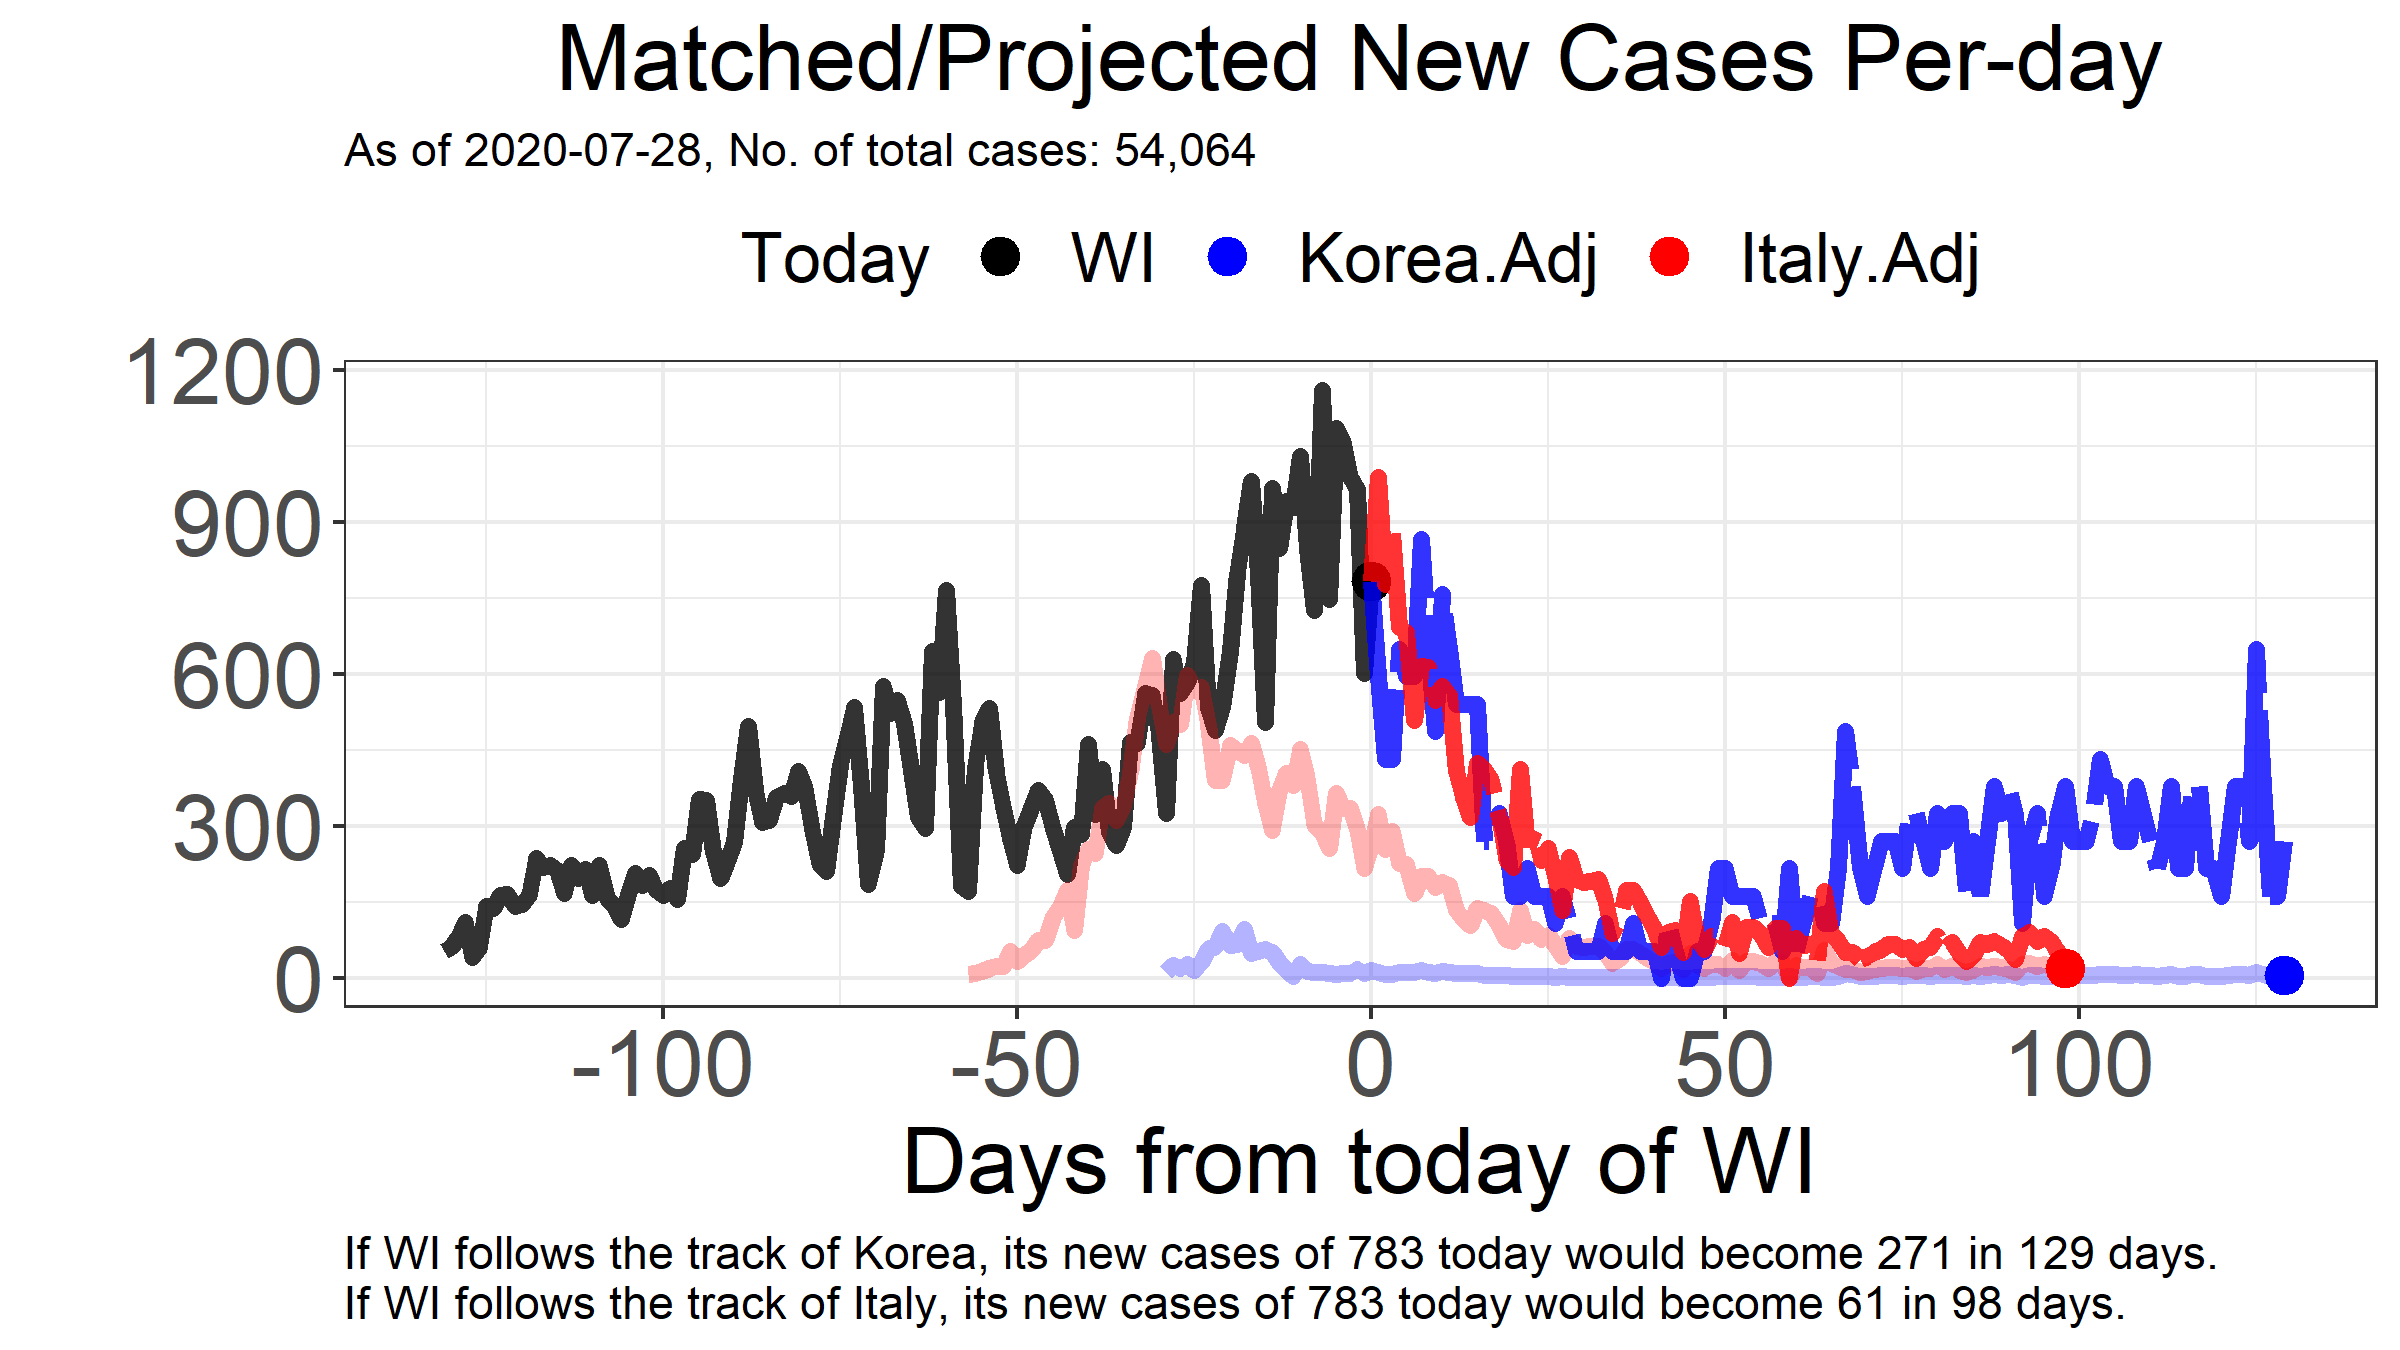 Matched/Projected New Cases Per-day
As of 2020-07-28, No. of total cases: 54,064
Today WI Korea.Adj Italy.Adj
1200
900
600
300
0
-100 -50 0 50 100
Days from today of WI
If WI follows the track of Korea, its new cases of 783 today would become 271 in 129 days.
If WI follows the track of Italy, its new cases of 783 today would become 61 in 98 days.